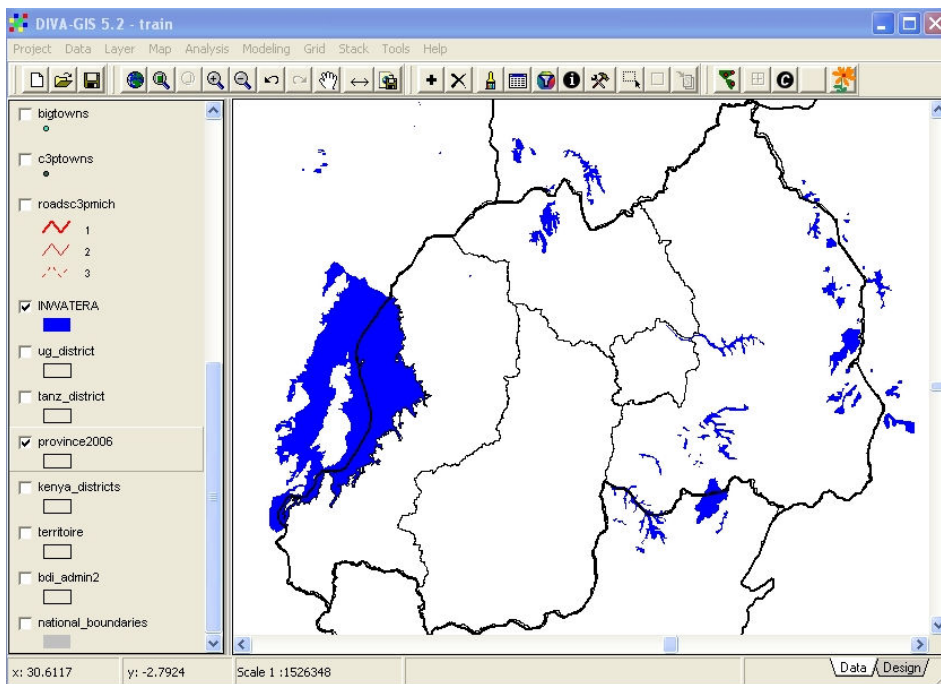 DIVA-GIS 5.2 - train
Project Data Layer Map Analysis Modeling Grid Stack Tools Help
bigtowns
c3ptowns
roadsc3pmich
1
2
3
INWATERA
ug_district
tanz_district
province2006
kenya_districts
territoire
bdi_admin2
national_boundaries
x: 30.6117 y: -2.7924 Scale 1 :1526348 Data Design